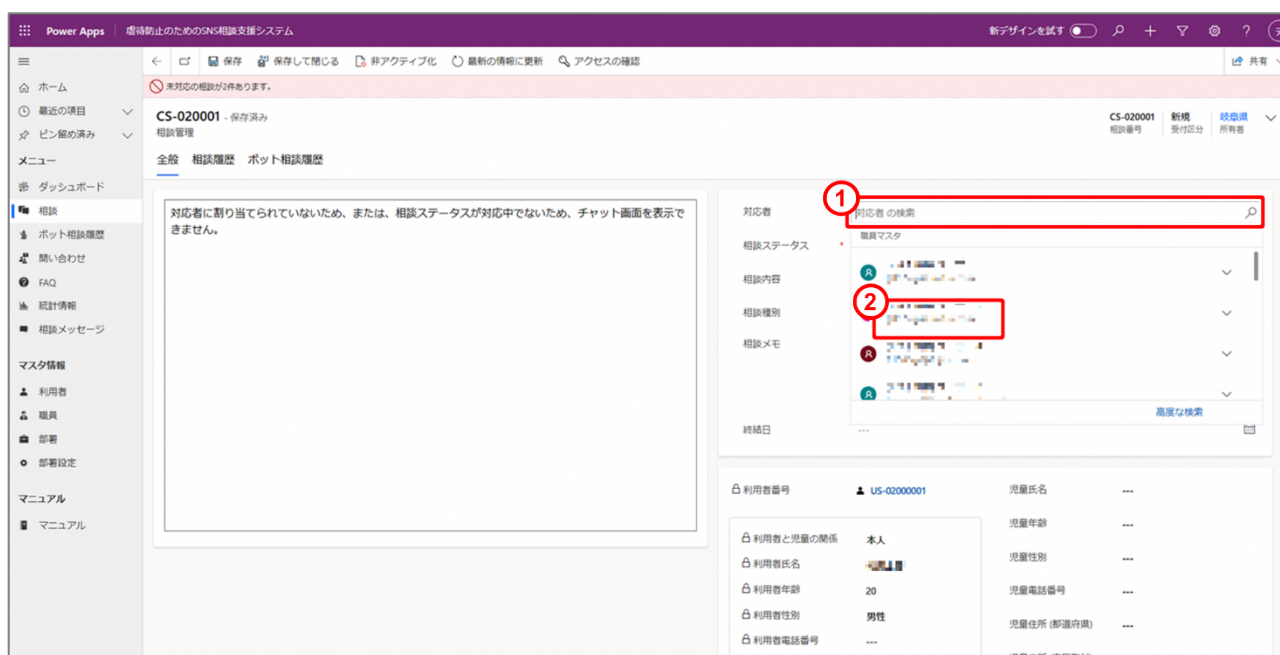 Power Apps 虐待防止のためのSNS相談支援システム 新デザインを試す
保存 保存して閉じる 非アクティブ化 最新の情報に更新 アクセスの確認 共有
未対応の相談が2件あります。
ホーム
最近の項目
ピン留め済み
メニュー
ダッシュボード
相談
ボット相談履歴
問い合わせ
FAQ
統計情報
相談メッセージ
マスタ情報
利用者
職員
部署
部署設定
マニュアル
マニュアル
CS-020001 - 保存済み
相談管理
CS-020001 新規 岐阜県
相談番号 受付区分 所有者
全般 相談履歴 ボット相談履歴
対応者に割り当てられていないため、または、相談ステータスが対応中でないため、チャット画面を表示で
きません。
対応者 ① 対応者 の検索
職員マスタ
相談ステータス *
相談内容
②
相談種別
相談メモ
高度な検索
終結日 ---
利用者番号 US-02000001
利用者と児童の関係 本人
利用者氏名
利用者年齢 20
利用者性別 男性
利用者電話番号 ---
児童氏名 ---
児童年齢 ---
児童性別 ---
児童電話番号 ---
児童住所 (都道府県) ---